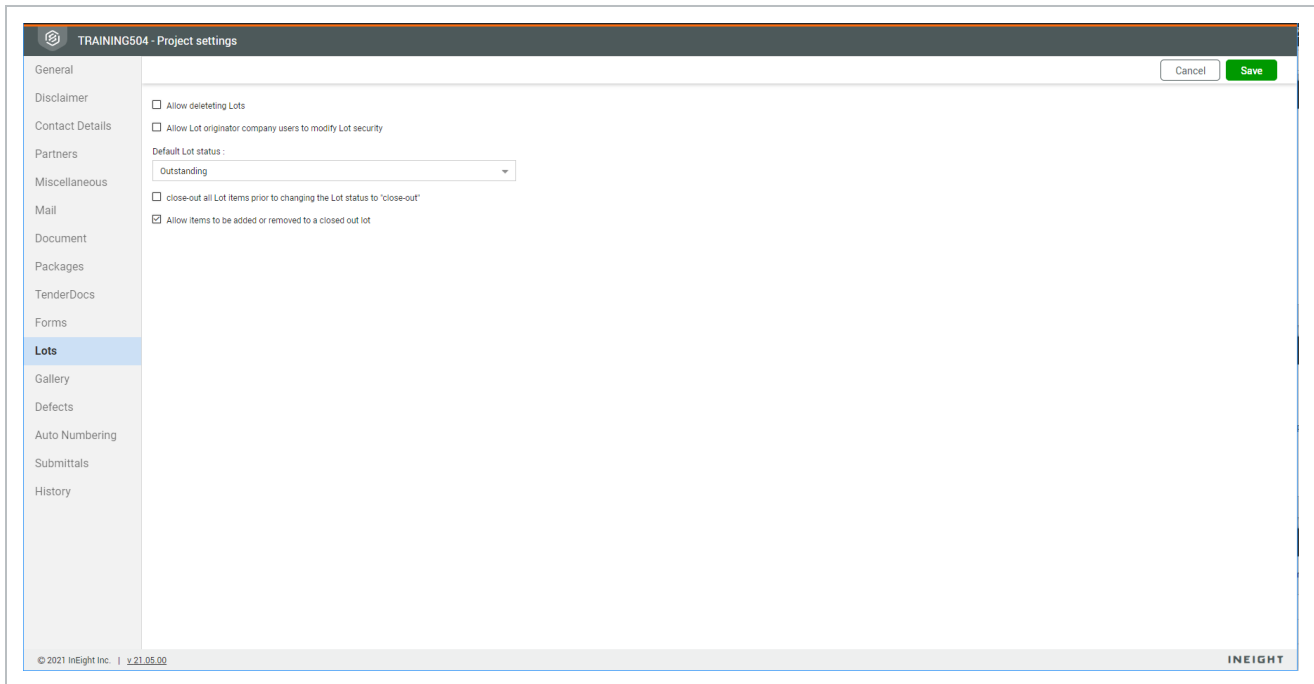 TRAINING504 - Project settings
General
Cancel
Save
Disclaimer
Contact Details
Partners
Miscellaneous
Mail
Document
Packages
TenderDocs
Forms
Lots
Gallery
Defects
Auto Numbering
Submittals
History
Allow deleteting Lots
Allow Lot originator company users to modify Lot security
Default Lot status :
Outstanding
close-out all Lot items prior to changing the Lot status to "close-out"
Allow items to be added or removed to a closed out lot
© 2021 InEight Inc. | v 21.05.00
INEIGHT